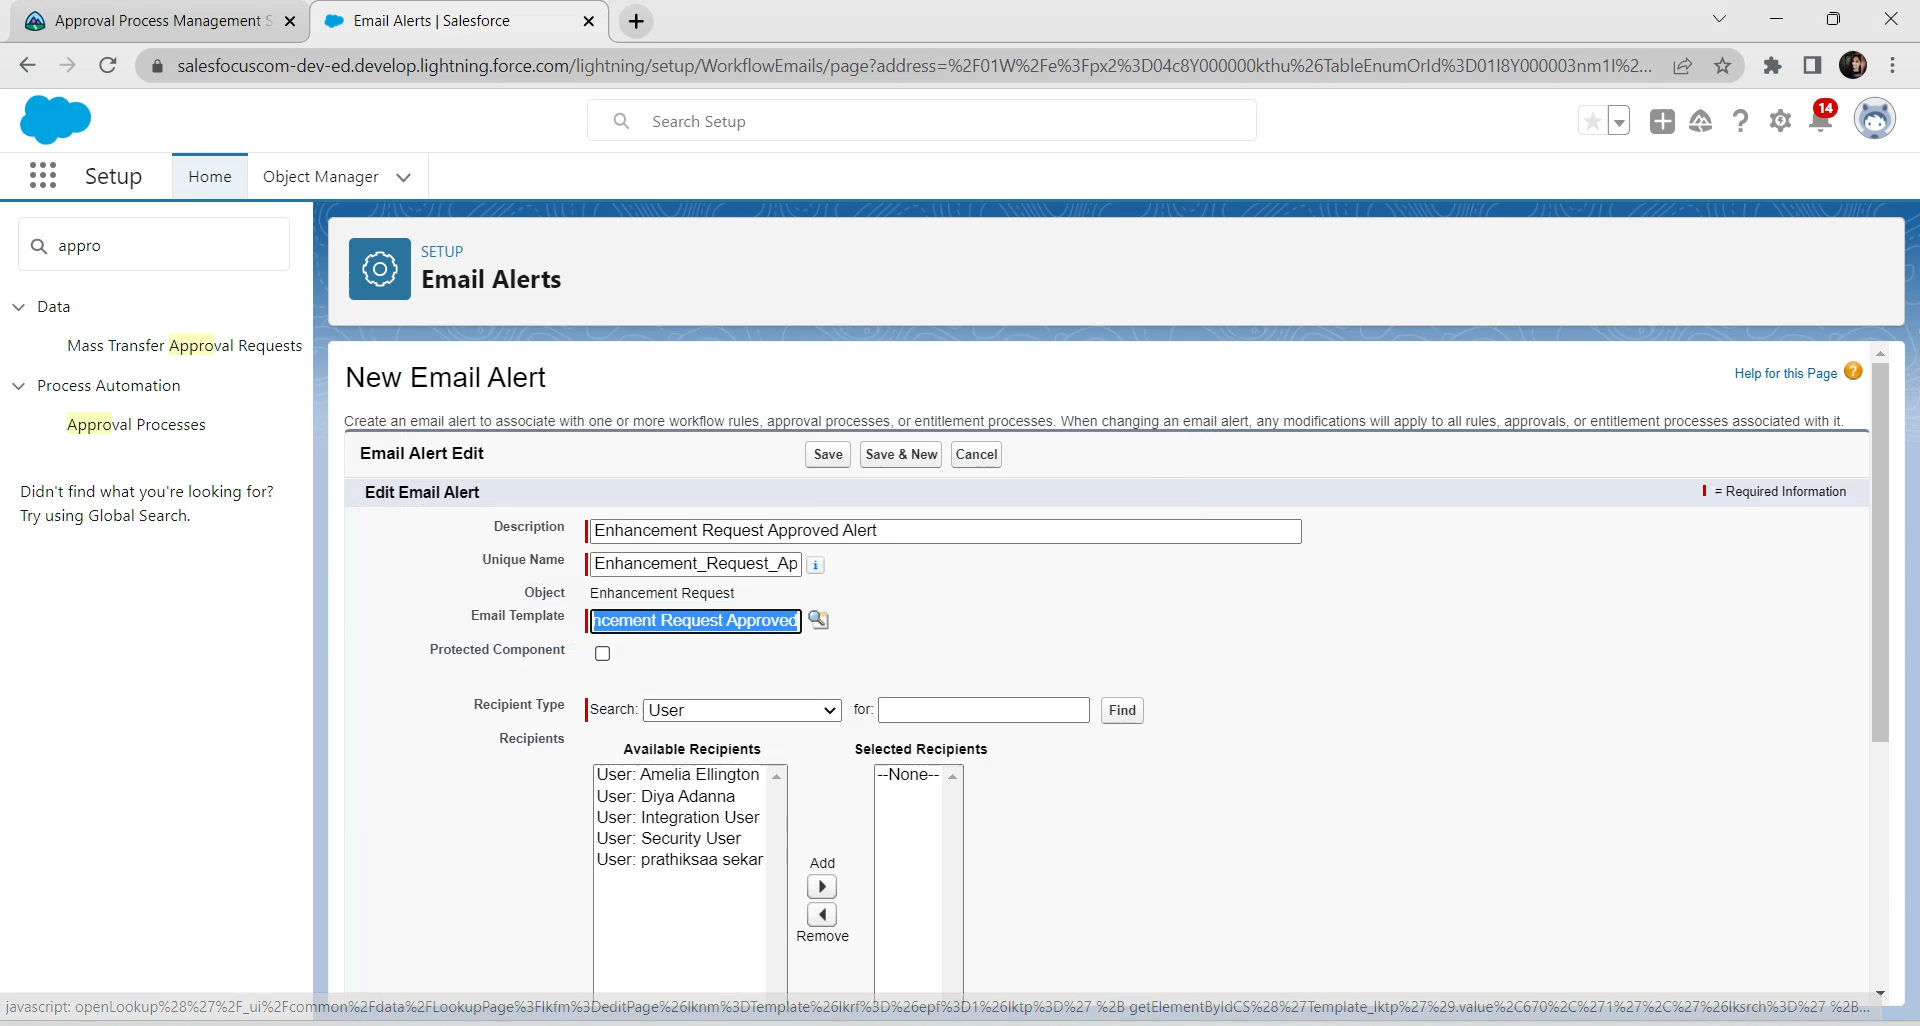 Approval Process Management S
Email Alerts | Salesforce
salesfocuscom-dev-ed.develop.lightning.force.com/lightning/setup/WorkflowEmails/page?address=%2F01W%2Fe%3Fpx2%3D04c8Y000000kthu%26TableEnumOrId%3D01I8Y000003nm1I%2...
Search Setup
14
Setup
Home
Object Manager
appro
Data
Mass Transfer Approval Requests
Process Automation
Approval Processes
Didn't find what you're looking for?
Try using Global Search.
SETUP
Email Alerts
New Email Alert
Help for this Page
Create an email alert to associate with one or more workflow rules, approval processes, or entitlement processes. When changing an email alert, any modifications will apply to all rules, approvals, or entitlement processes associated with it.
Email Alert Edit
Save
Save & New
Cancel
Edit Email Alert
= Required Information
Description
Enhancement Request Approved Alert
Unique Name
Enhancement_Request_Ap
i
Object
Enhancement Request
Email Template
ncement Request Approved
Protected Component
Recipient Type
Search: User
for:
Find
Recipients
Available Recipients
Selected Recipients
User: Amelia Ellington
User: Diya Adanna
User: Integration User
User: Security User
User: prathiksaa sekar
--None--
Add
Remove
javascript: openLookup%28%27%2F_ui%2Fcommon%2Fdata%2FLookupPage%3Flkfm%3DeditPage%26lknm%3DTemplate%26lkrf%3D%26epf%3D1%26lktp%3D%27 %2B getElementByIdCS%28%27Template_lktp%27%29.value%2C670%2C%271%27%2C%27%26lksrch%3D%27 %2B...